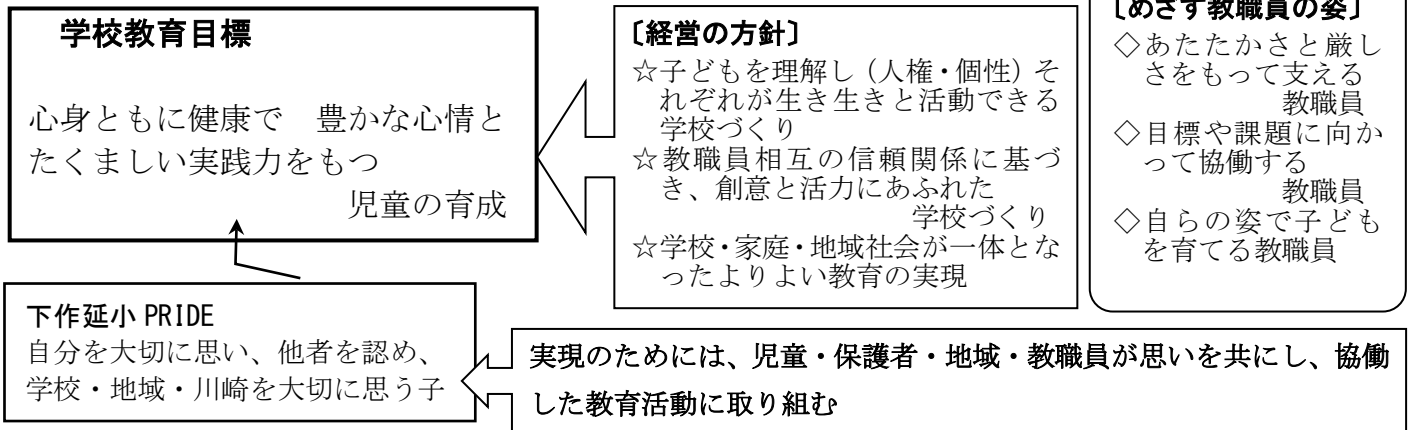 学校教育目標
心身ともに健康で　豊かな心情と
たくましい実践力をもつ
児童の育成
〔経営の方針〕
☆子どもを理解し（人権・個性）そ
れぞれが生き生きと活動できる
学校づくり
☆教職員相互の信頼関係に基づ
き、創意と活力にあふれた
学校づくり
☆学校・家庭・地域社会が一体とな
ったよりよい教育の実現
〔めざす教職員の姿〕
◇あたたかさと厳し
さをもって支える
教職員
◇目標や課題に向か
って協働する
教職員
◇自らの姿で子ども
を育てる教職員
下作延小 PRIDE
自分を大切に思い、他者を認め、
学校・地域・川崎を大切に思う子
実現のためには、児童・保護者・地域・教職員が思いを共にし、協働
した教育活動に取り組む